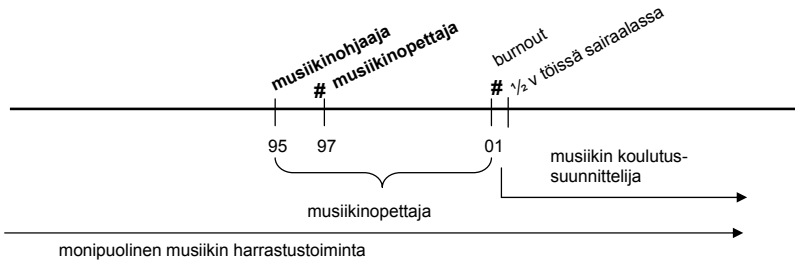 musiikinohjaaja
# musiikinopettaja
# burnout
½ v töissä sairaalassa
95 97 01
musiikin koulutus-
suunnittelija
musiikinopettaja
monipuolinen musiikin harrastustoiminta